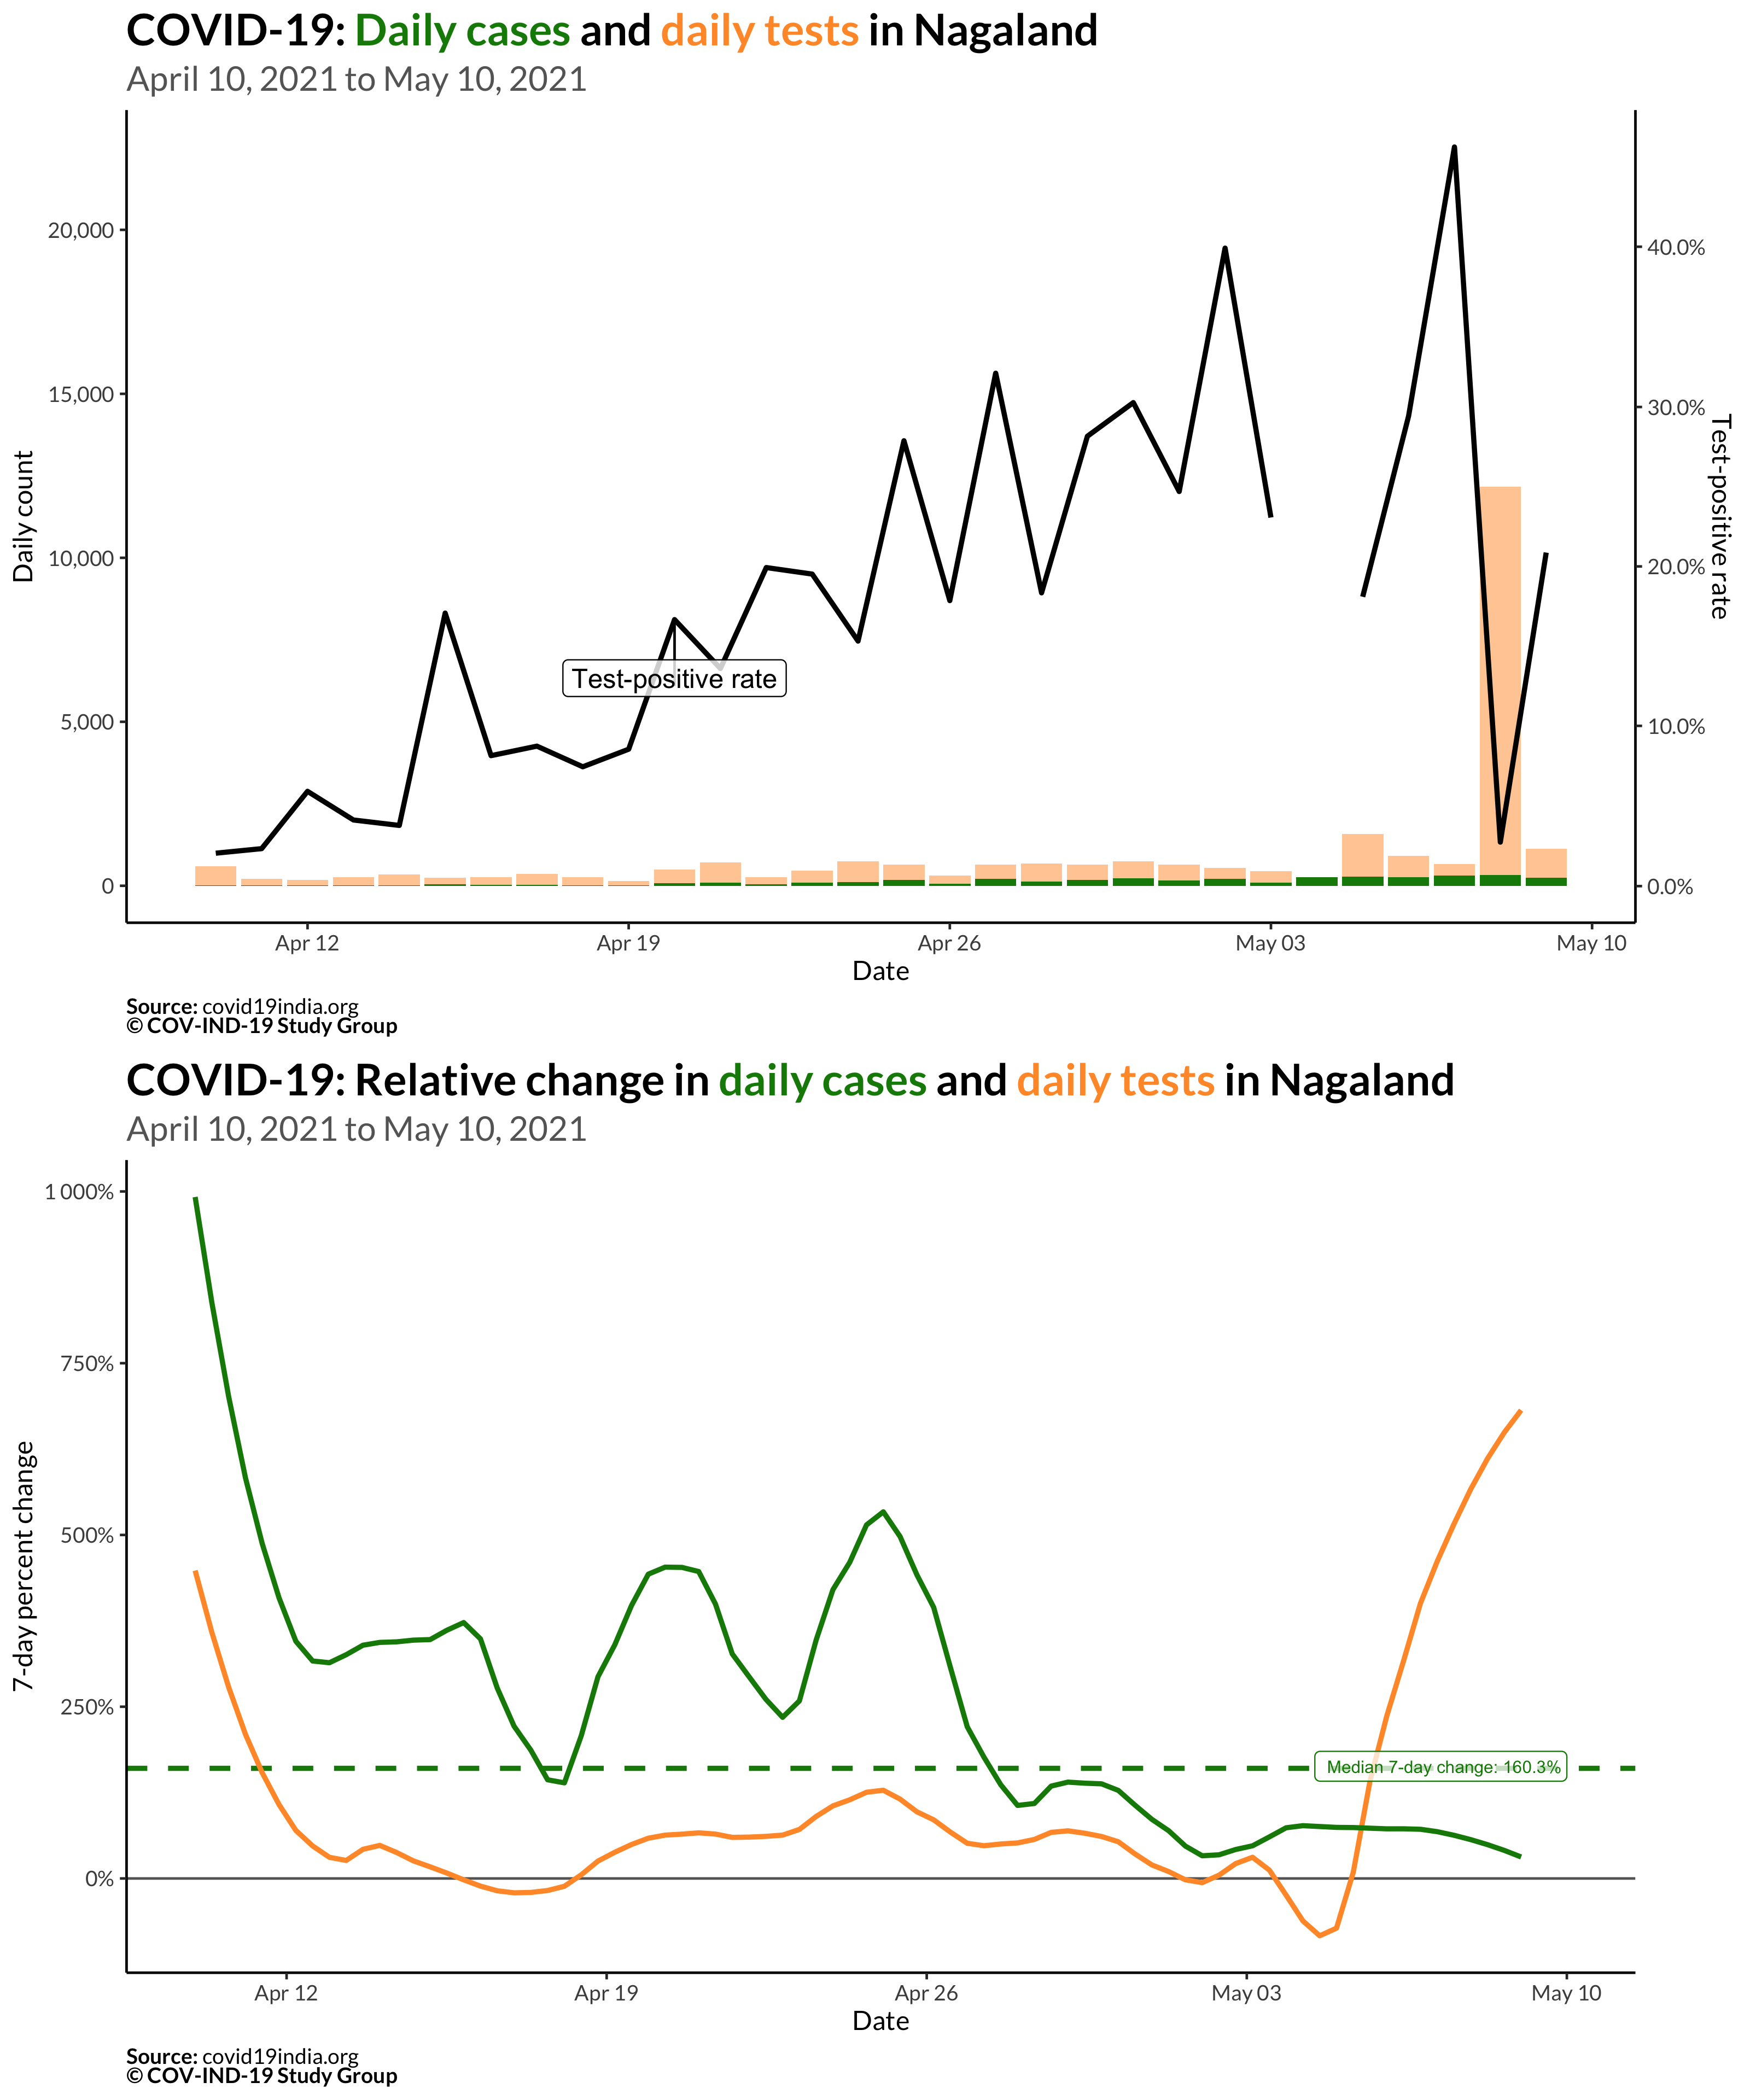 COVID-19: Daily cases and daily tests in Nagaland
April 10, 2021 to May 10, 2021
Daily count
20,000
15,000
10,000
5,000
0
Test-positive rate
40.0%
30.0%
20.0%
10.0%
0.0%
Test-positive rate
Apr 12
Apr 19
Apr 26
May 03
May 10
Date
Source: covid19india.org
© COV-IND-19 Study Group
COVID-19: Relative change in daily cases and daily tests in Nagaland
April 10, 2021 to May 10, 2021
7-day percent change
1 000%
750%
500%
250%
0%
Median 7-day change: 160.3%
Apr 12
Apr 19
Apr 26
May 03
May 10
Date
Source: covid19india.org
© COV-IND-19 Study Group